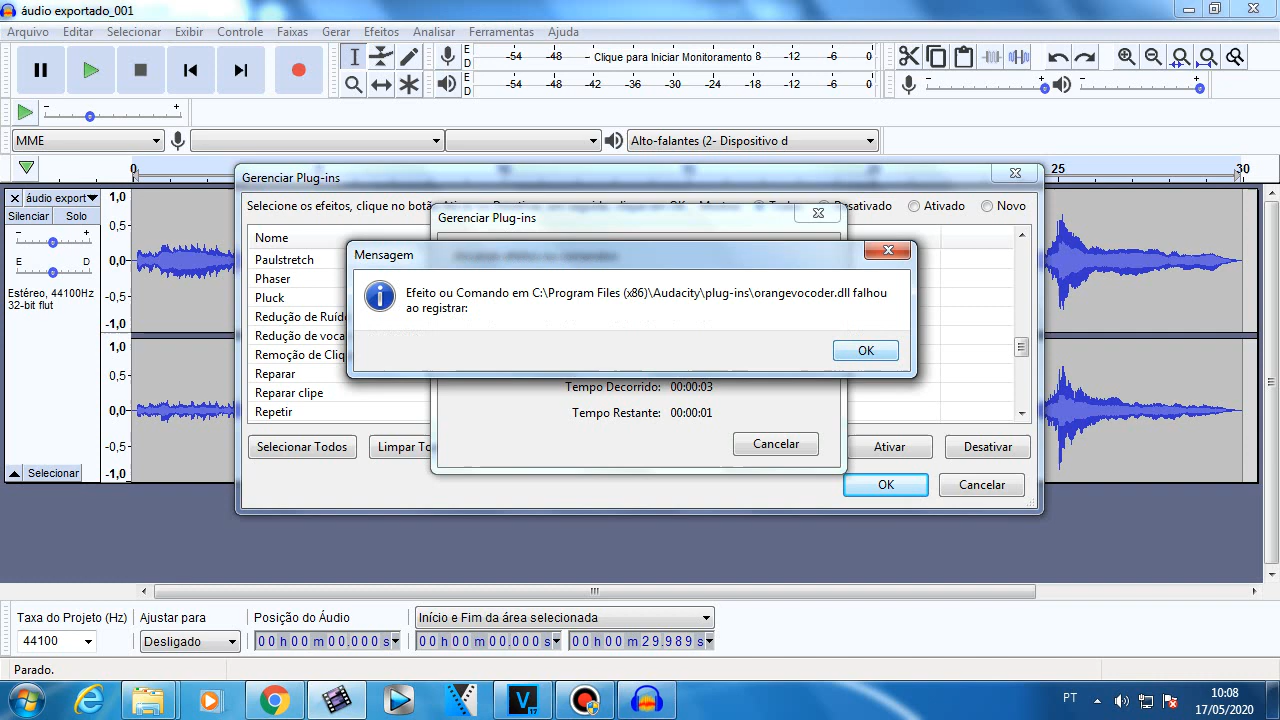 áudio exportado_001
Arquivo Editar Selecionar Exibir Controle Faixas Gerar Efeitos Analisar Ferramentas Ajuda
E
D
-54 -48 - Clique para Iniciar Monitoramento 8 -12 -6 0
E
D
-54 -48 -42 -36 -30 -24 -18 -12 -6 0
- +
- +
- +
MME
Alto-falantes (2- Dispositivo d
0 25 30
áudio export
Silenciar Solo
- +
E D
Estéreo, 44100Hz
32-bit flut
Selecionar
1,0
0,5-
0,0-
-0,5-
-1,0
1,0
0,5-
0,0-
-0,5-
-1,0
Gerenciar Plug-ins
Selecione os efeitos, clique no botã
Desativado Ativado Novo
Nome
Paulstretch
Phaser
Pluck
Redução de Ruíd
Redução de voca
Remoção de Cliq
Reparar
Reparar clipe
Repetir
Selecionar Todos Limpar To Ativar Desativar
OK Cancelar
Gerenciar Plug-ins
Tempo Decorrido: 00:00:03
Tempo Restante: 00:00:01
Cancelar
Mensagem
Efeito ou Comando em C:\Program Files (x86)\Audacity\plug-ins\orangevocoder.dll falhou
ao registrar:
OK
Taxa do Projeto (Hz) Ajustar para Posição do Áudio Início e Fim da área selecionada
44100 Desligado 00 h 00 m 00.000 s 00 h 00 m 00.000 s 00 h 00 m 29.989 s
Parado.
PT
10:08
17/05/2020